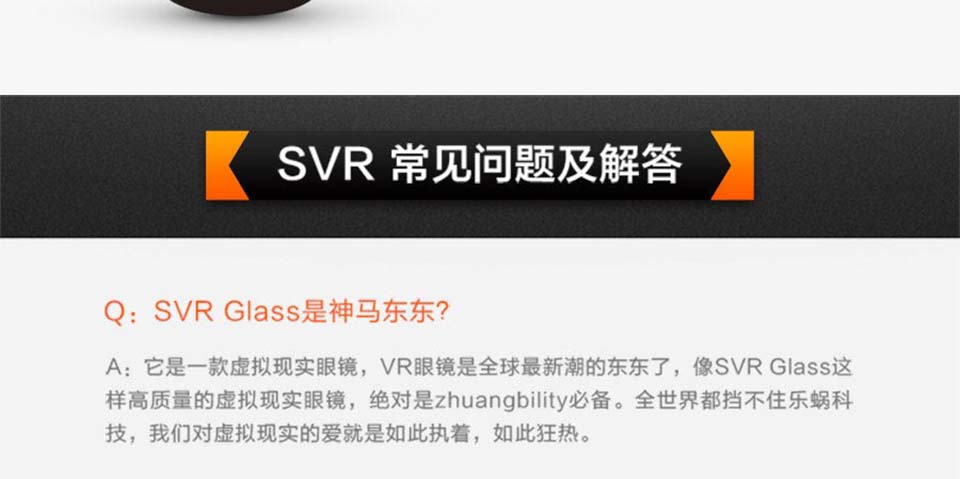 SVR 常见问题及解答
Q：SVR Glass是神马东东?
A：它是一款虚拟现实眼镜，VR眼镜是全球最新潮的东东了，像SVR Glass这
样高质量的虚拟现实眼镜，绝对是zhuangbility必备。全世界都挡不住乐蜗科
技，我们对虚拟现实的爱就是如此执着，如此狂热。